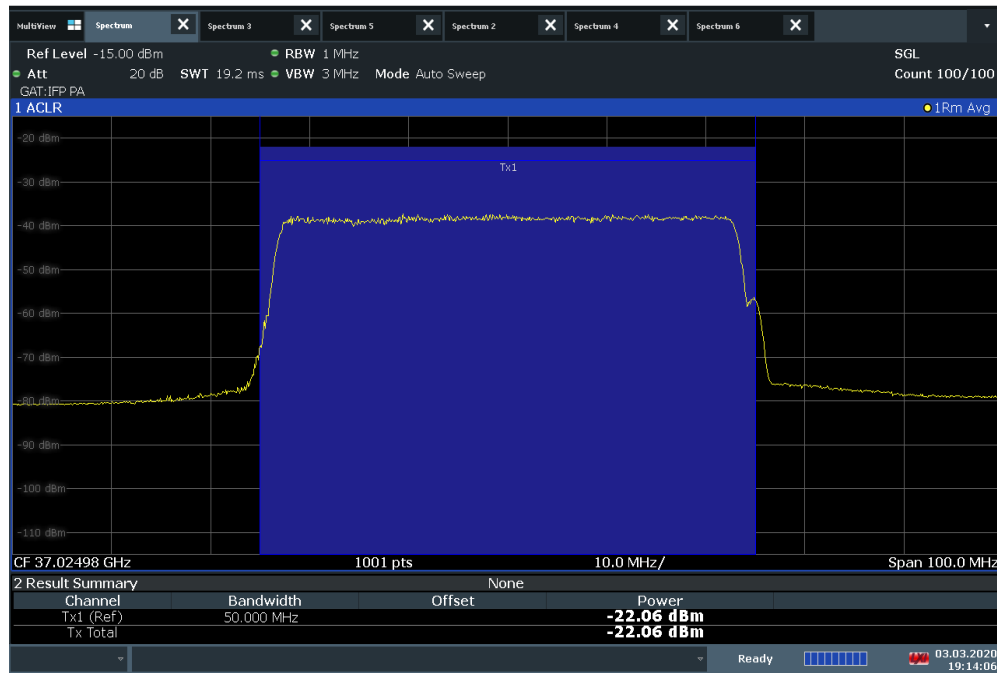 MultiView Spectrum Spectrum 3 Spectrum 5 Spectrum 2 Spectrum 4 Spectrum 6
Ref Level -15.00 dBm RBW 1 MHz SGL
Att 20 dB SWT 19.2 ms VBW 3 MHz Mode Auto Sweep Count 100/100
GAT:IFP PA
1 ACLR 1Rm Avg
-20 dBm
Tx1
-30 dBm
-40 dBm
-50 dBm
-60 dBm
-70 dBm
-80 dBm
-90 dBm
-100 dBm
-110 dBm
CF 37.02498 GHz 1001 pts 10.0 MHz/ Span 100.0 MHz
2 Result Summary None
Channel Bandwidth Offset Power
Tx1 (Ref) 50.000 MHz -22.06 dBm
Tx Total -22.06 dBm
Ready 03.03.2020
19:14:06